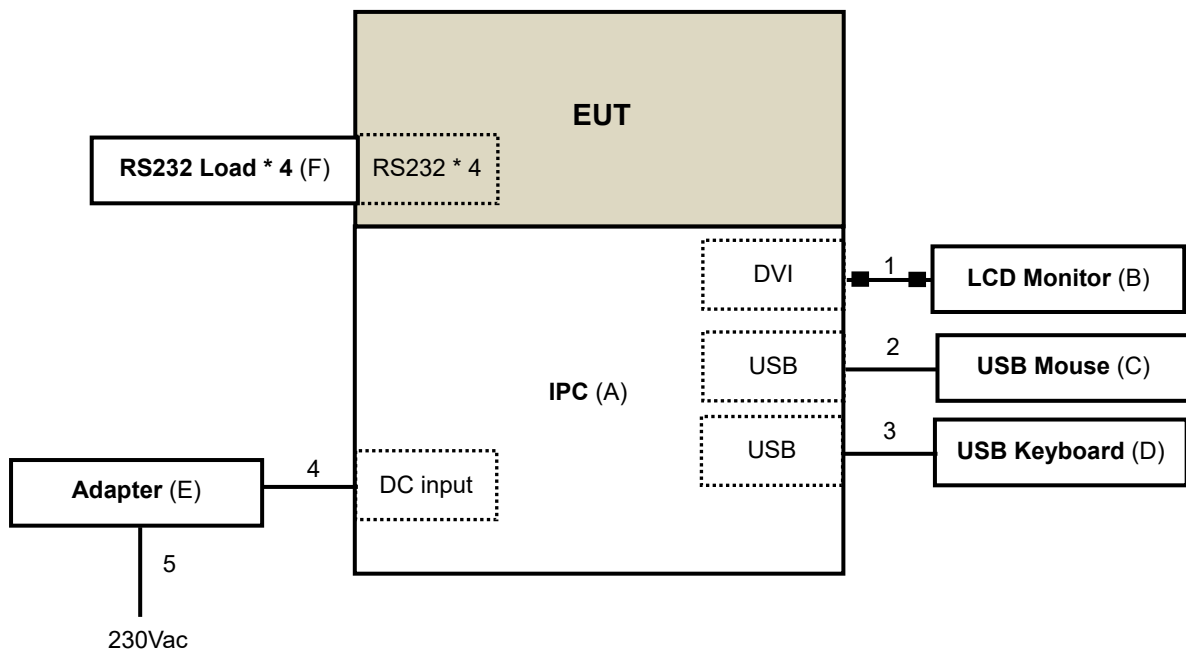 EUT
RS232 Load * 4 (F)
RS232 * 4
DVI
1
LCD Monitor (B)
USB
2
USB Mouse (C)
IPC (A)
USB
3
USB Keyboard (D)
Adapter (E)
4
DC input
5
230Vac